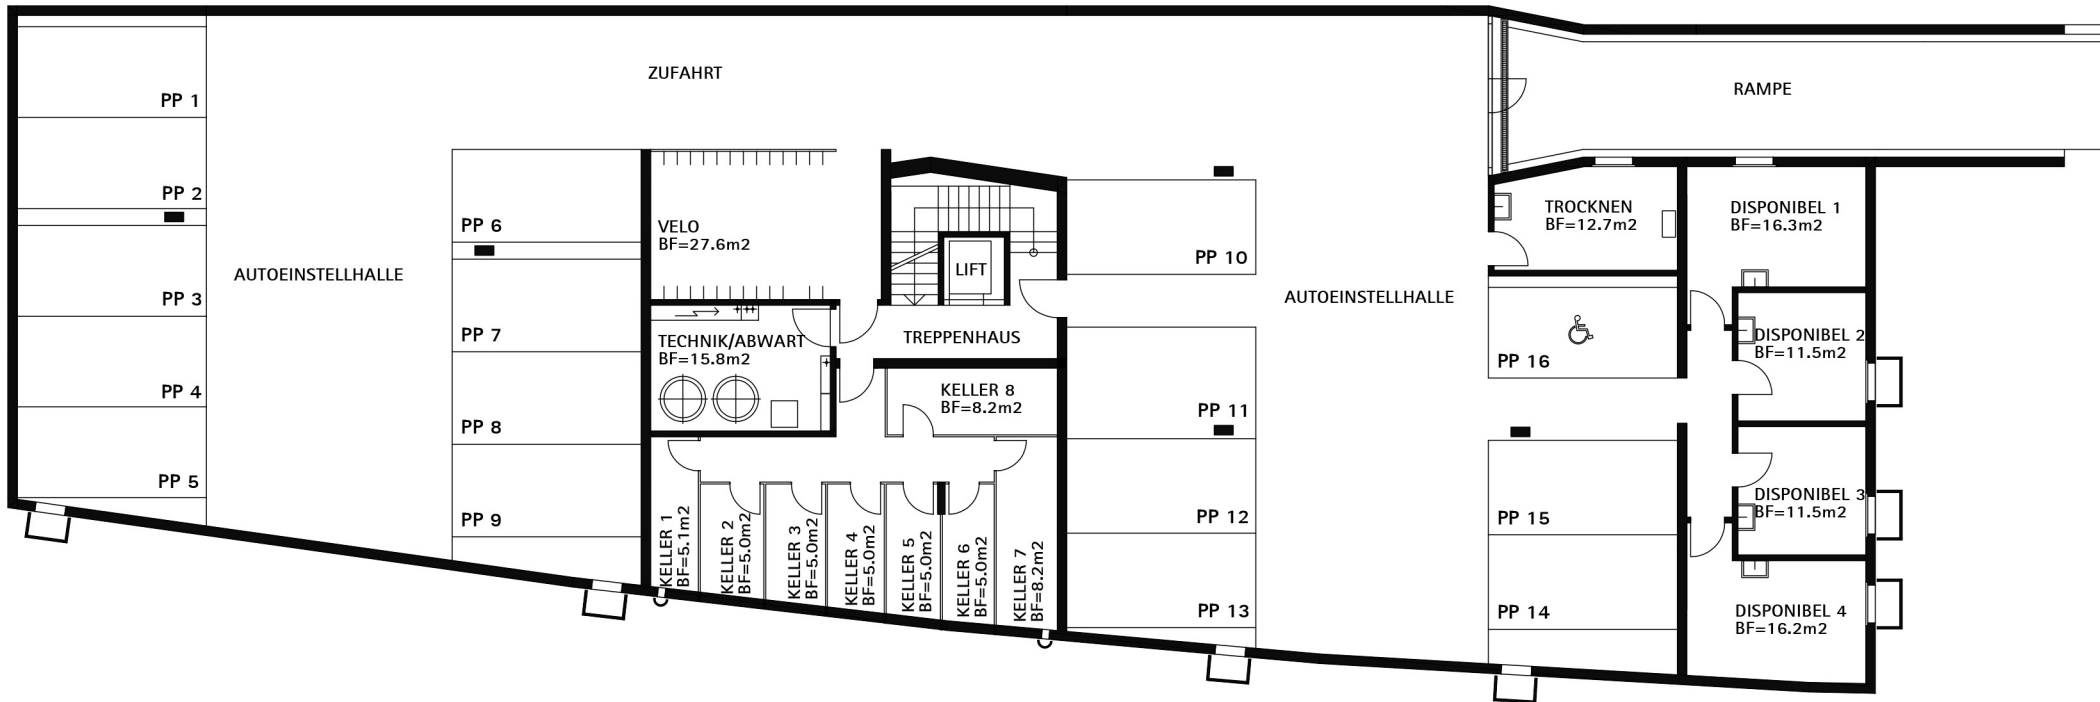 ZUFAHRT
RAMPE
PP 1
PP 2
PP 3
PP 4
PP 5
AUTOEINSTELLHALLE
PP 6
PP 7
PP 8
PP 9
VELO
BF=27.6m2
TECHNIK/ABWART
BF=15.8m2
LIFT
TREPPENHAUS
KELLER 8
BF=8.2m2
KELLER 1
BF=5.1m2
KELLER 2
BF=5.0m2
KELLER 3
BF=5.0m2
KELLER 4
BF=5.0m2
KELLER 5
BF=5.0m2
KELLER 6
BF=5.0m2
KELLER 7
BF=8.2m2
PP 10
PP 11
PP 12
PP 13
AUTOEINSTELLHALLE
TROCKNEN
BF=12.7m2
PP 16
PP 15
PP 14
DISPONIBEL 1
BF=16.3m2
DISPONIBEL 2
BF=11.5m2
DISPONIBEL 3
BF=11.5m2
DISPONIBEL 4
BF=16.2m2